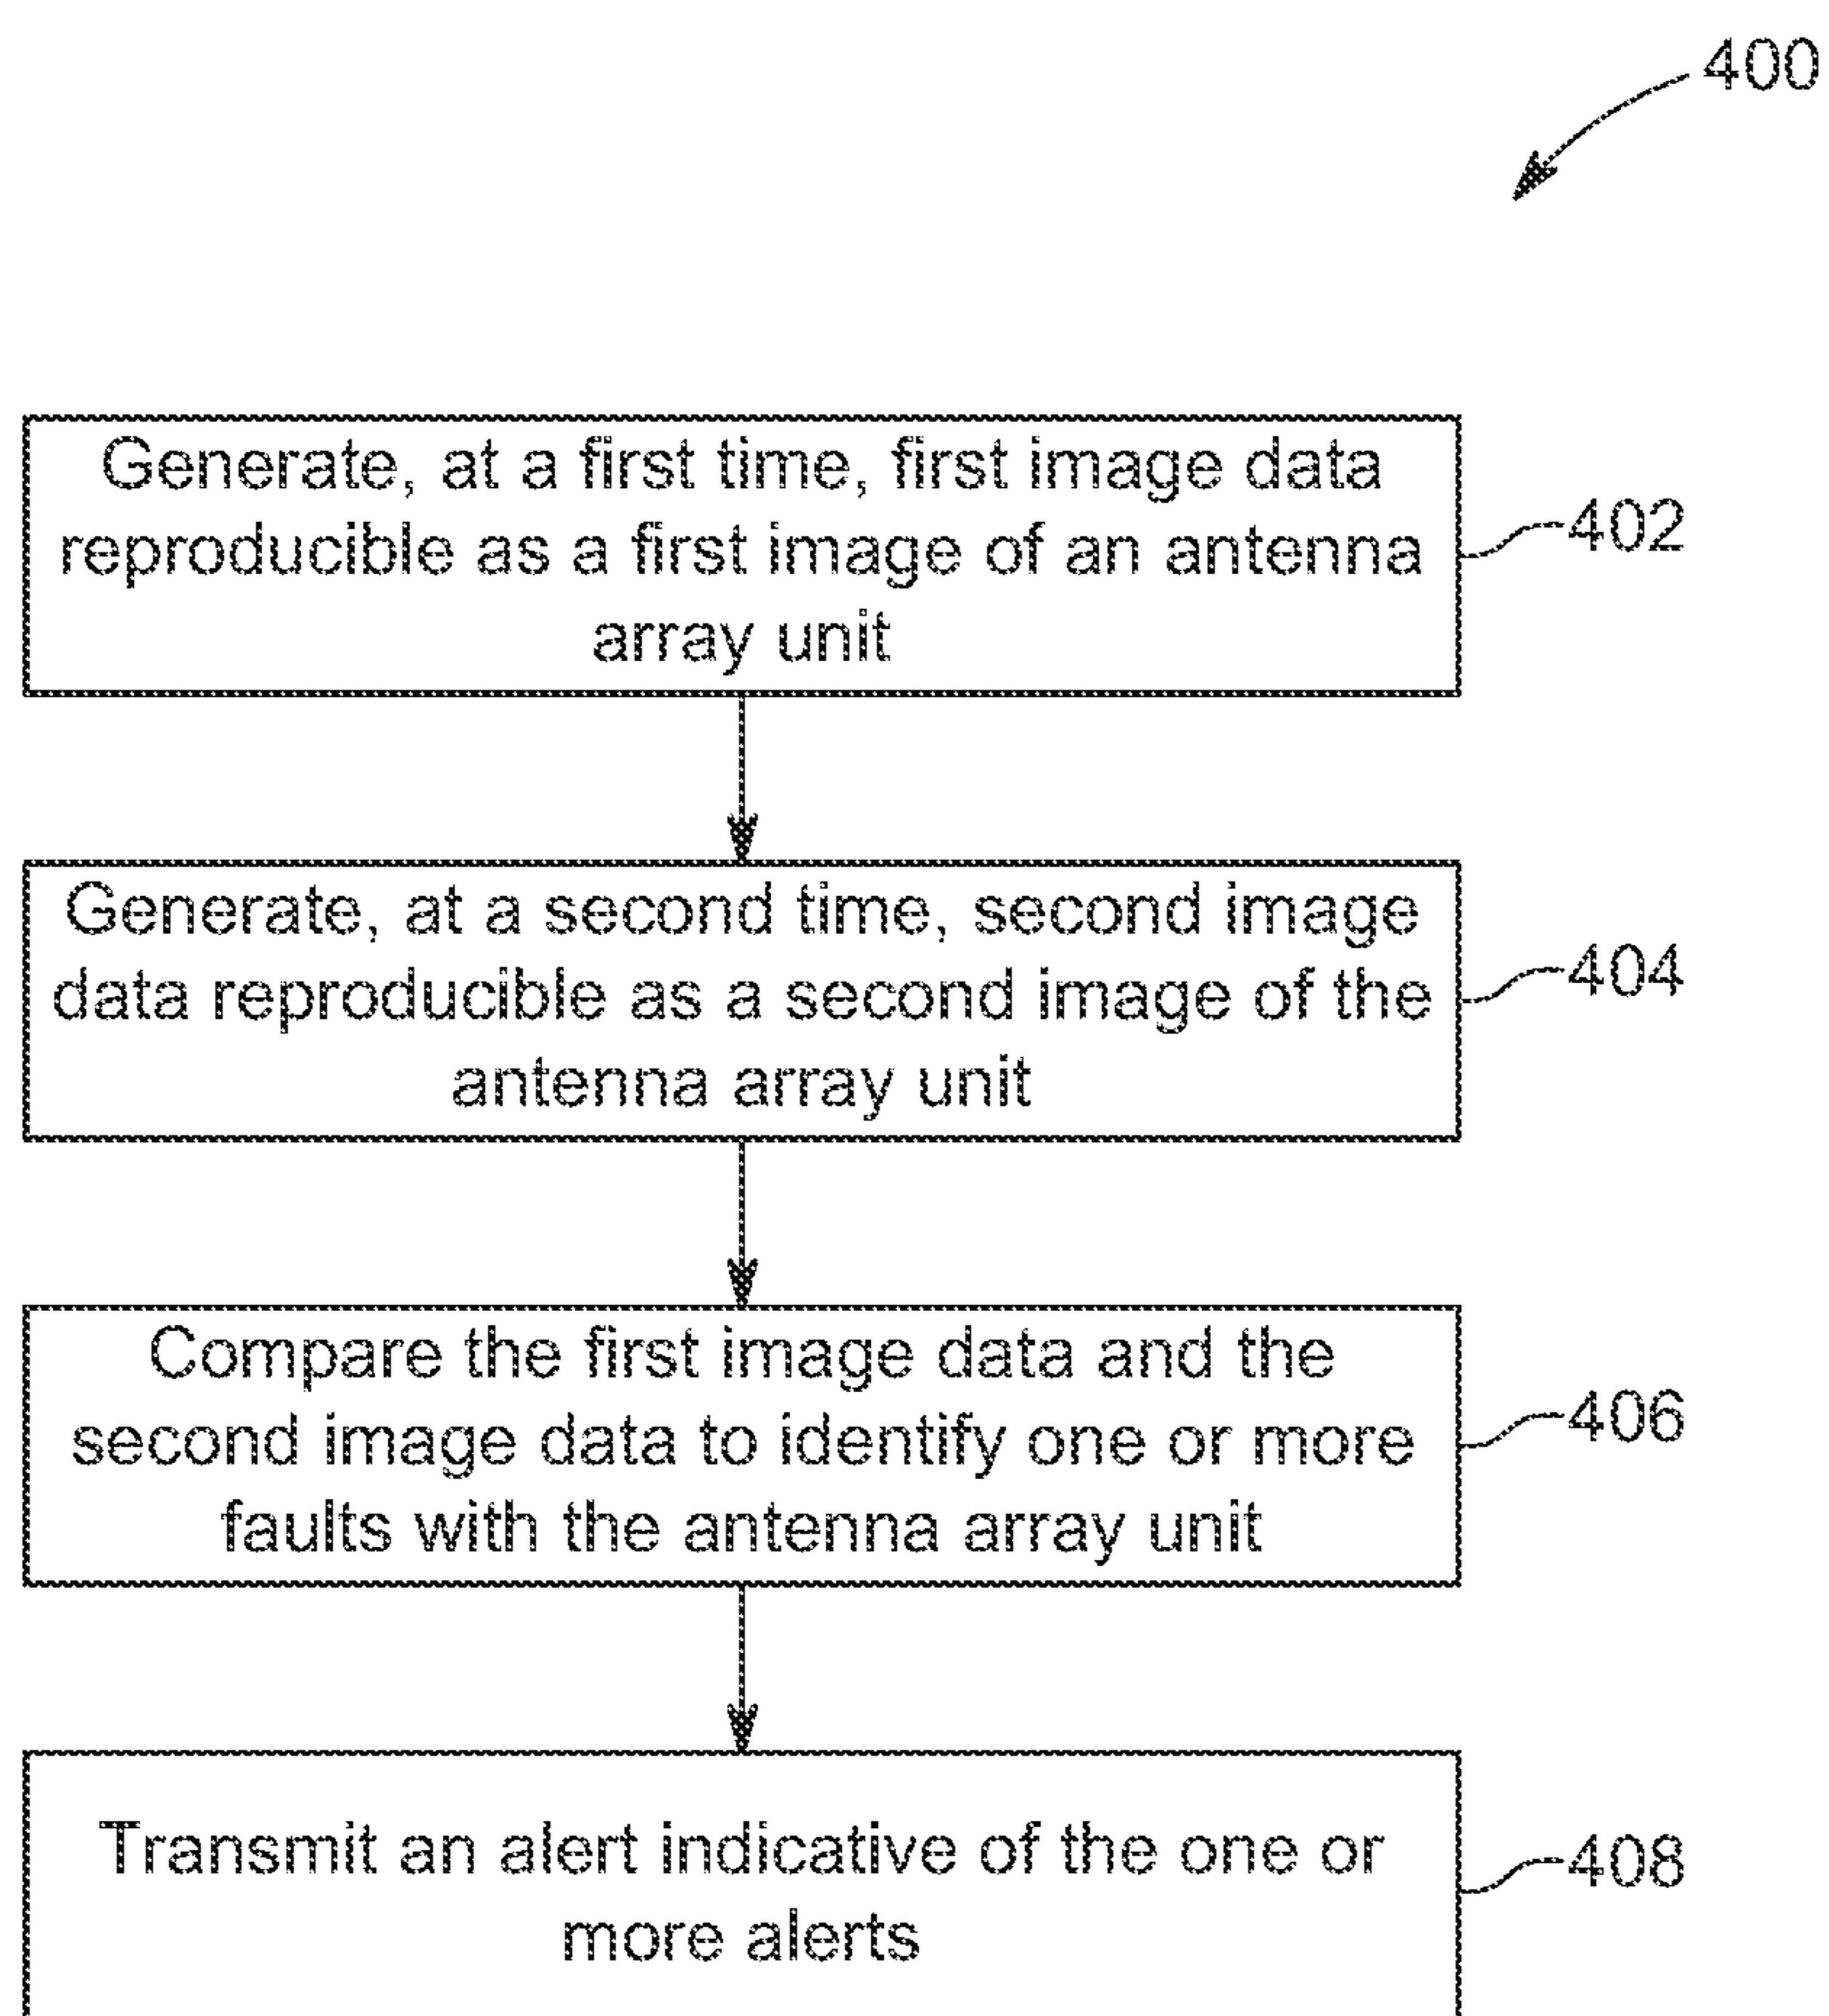 400
Generate, at a first time, first image data
reproducible as a first image of an antenna
array unit
402
Generate, at a second time, second image
data reproducible as a second image of the
antenna array unit
404
Compare the first image data and the
second image data to identify one or more
faults with the antenna array unit
406
Transmit an alert indicative of the one or
more alerts
408